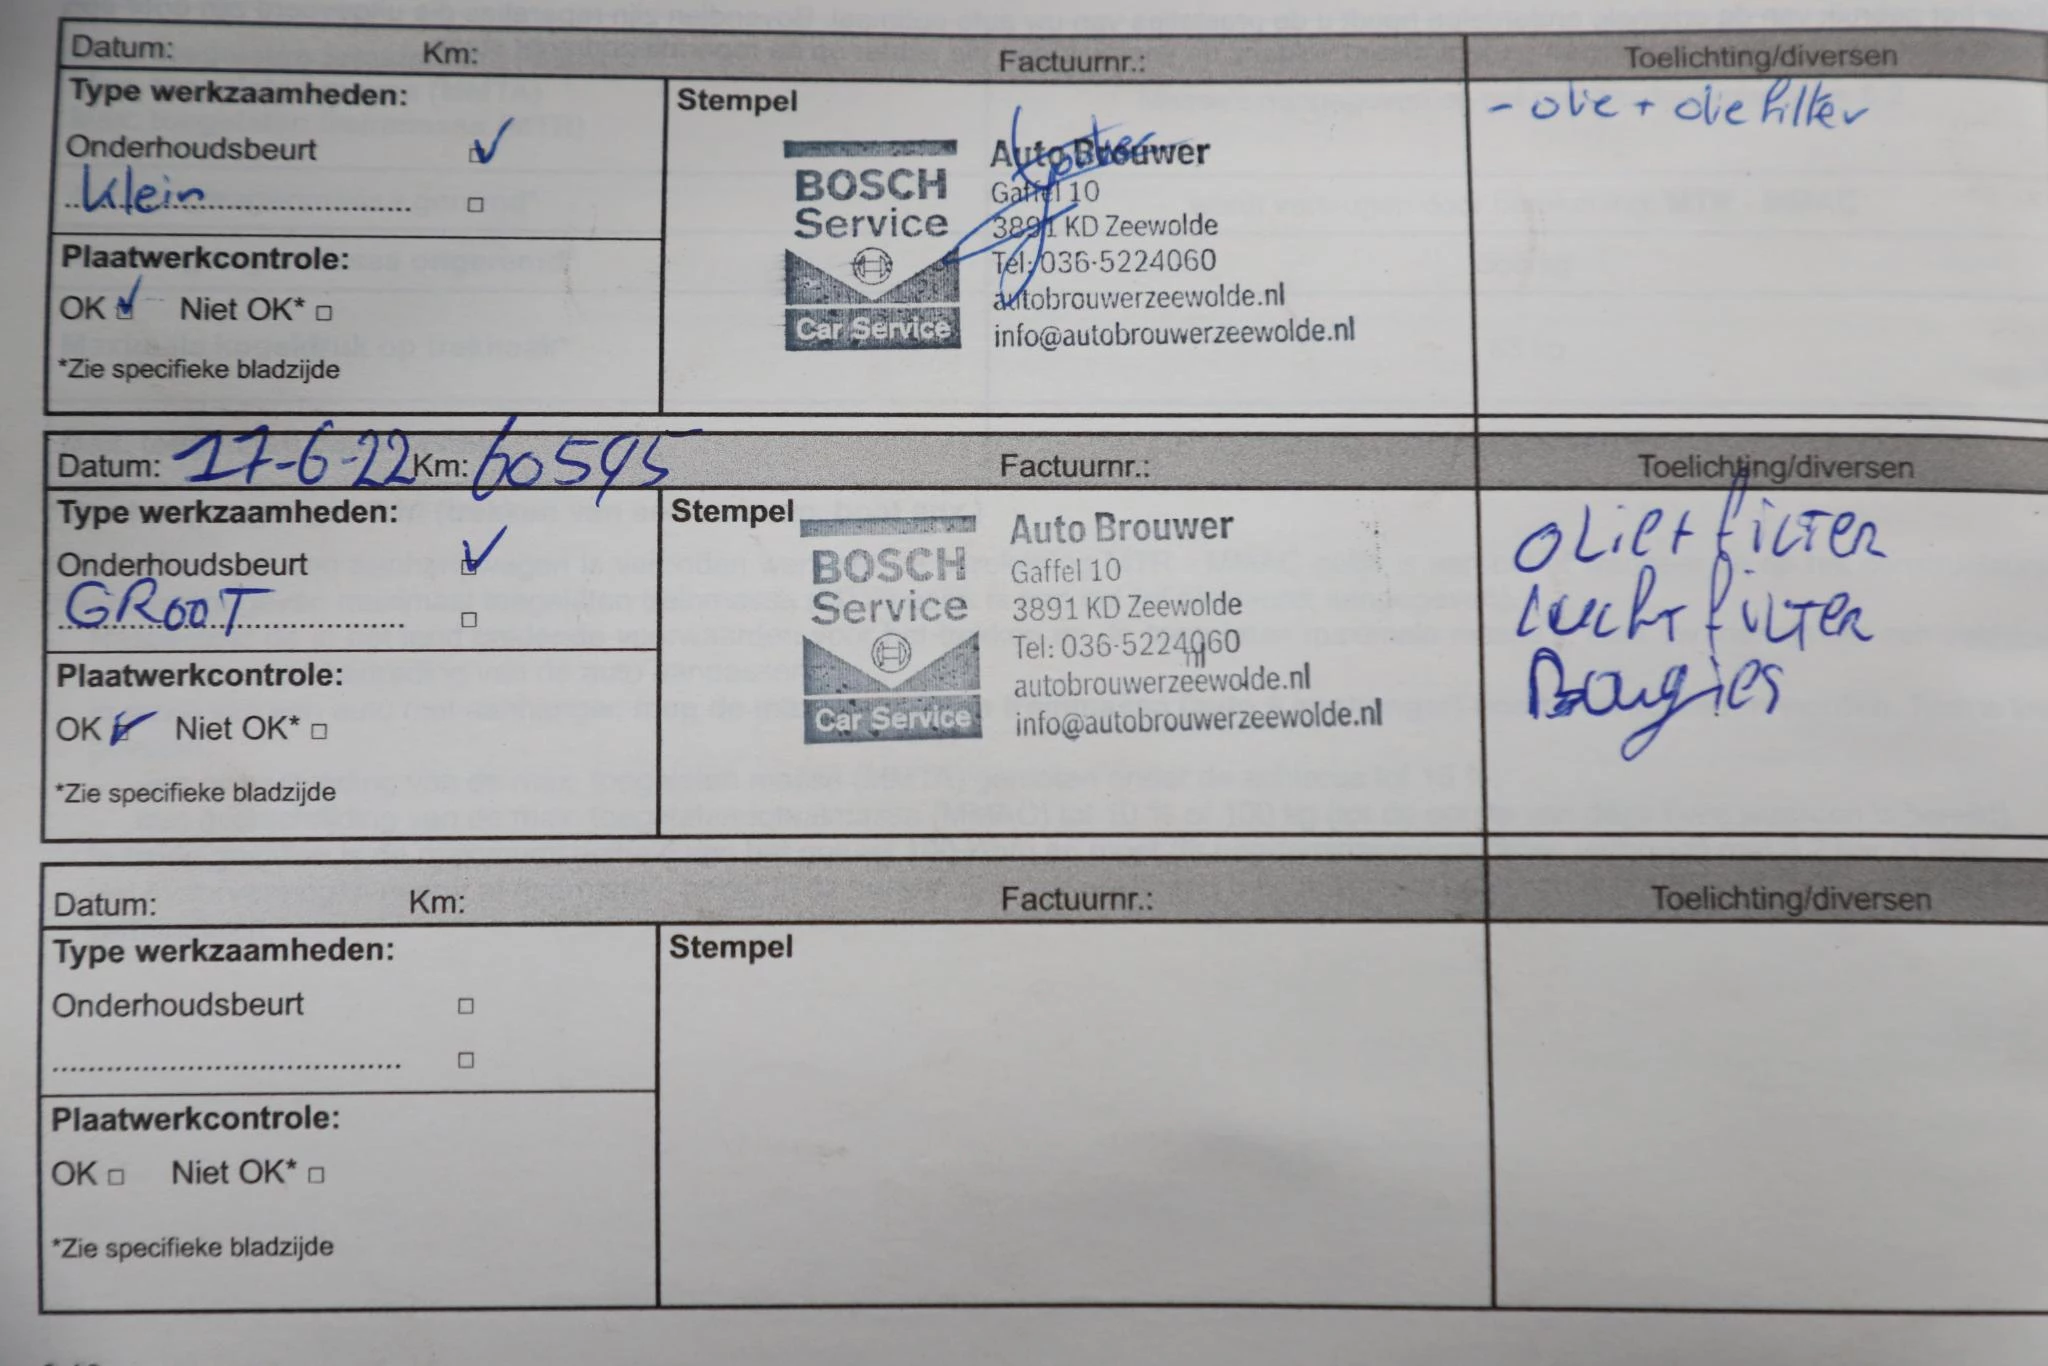 Datum: Km: Factuurnr.: Toelichting/diversen
Type werkzaamheden: Stempel - olie + oliefilter
Onderhoudsbeurt
Klein
Plaatwerkcontrole:
OK Niet OK*
*Zie specifieke bladzijde
BOSCH
Service
Car Service
Auto Brouwer
Gaffel 10
3891 KD Zeewolde
Tel: 036-5224060
autobrouwerzeewolde.nl
info@autobrouwerzeewolde.nl
Datum: 17-6-22 Km: 60595 Factuurnr.: Toelichting/diversen
Type werkzaamheden: Stempel
Onderhoudsbeurt
GROOT
Plaatwerkcontrole:
OK Niet OK*
*Zie specifieke bladzijde
BOSCH
Service
Car Service
Auto Brouwer
Gaffel 10
3891 KD Zeewolde
Tel: 036-5224060
autobrouwerzeewolde.nl
info@autobrouwerzeewolde.nl
OLIE+ filTER
lucht filTER
Bougies
Datum: Km: Factuurnr.: Toelichting/diversen
Type werkzaamheden: Stempel
Onderhoudsbeurt
Plaatwerkcontrole:
OK Niet OK*
*Zie specifieke bladzijde